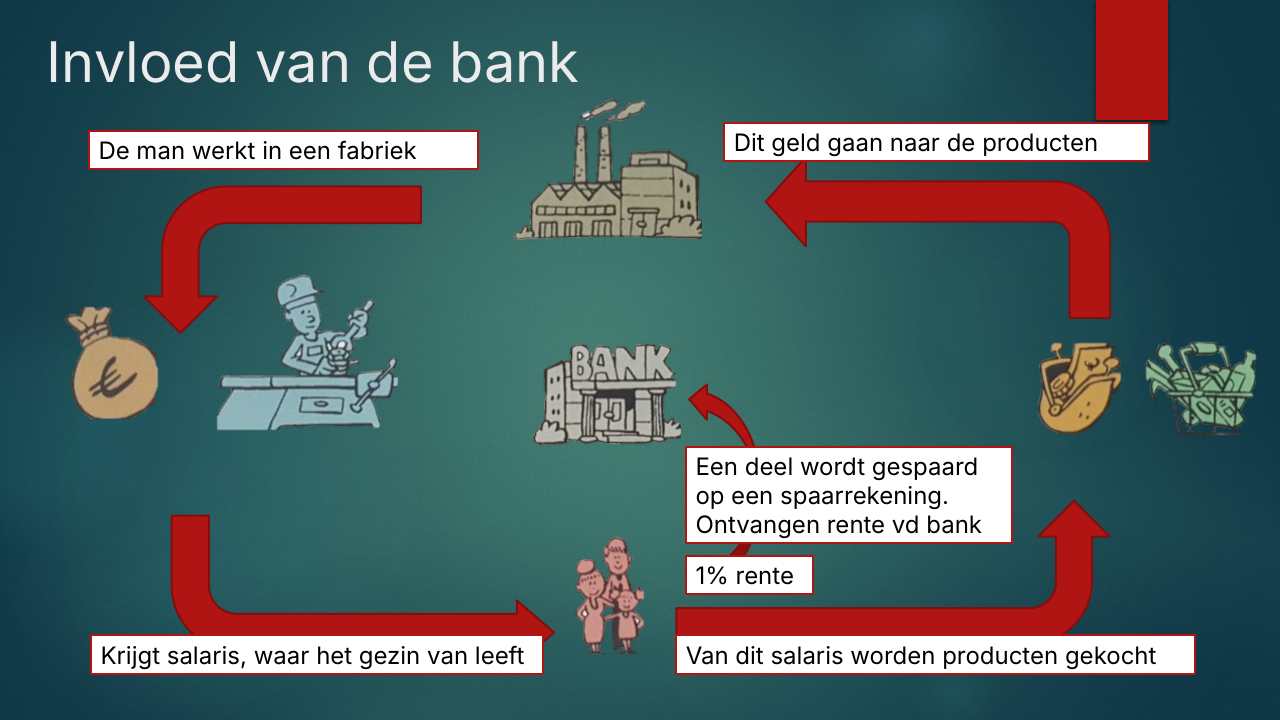 Invloed van de bank
De man werkt in een fabriek
Dit geld gaan naar de producten
BANK
€
Een deel wordt gespaard
op een spaarrekening.
Ontvangen rente vd bank
1% rente
Krijgt salaris, waar het gezin van leeft
Van dit salaris worden producten gekocht